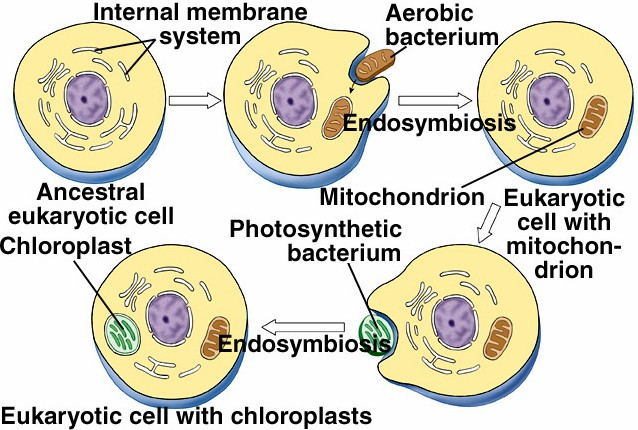 Internal membrane
system
Aerobic
bacterium
Endosymbiosis
Ancestral
eukaryotic cell
Mitochondrion
Eukaryotic
cell with
mitochon-
drion
Chloroplast
Photosynthetic
bacterium
Endosymbiosis
Eukaryotic cell with chloroplasts